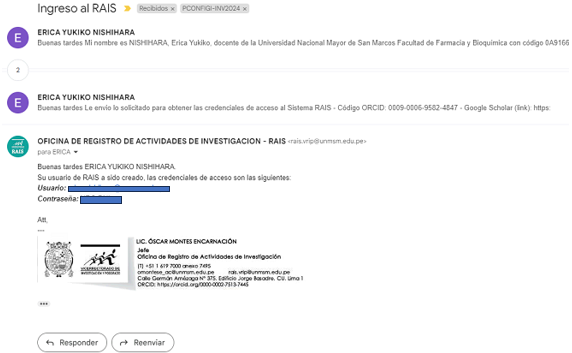 Ingreso al RAIS
Recibidos ×
PCONFIGI-INV2024 ×
ERICA YUKIKO NISHIHARA
Buenas tardes Mi nombre es NISHIHARA, Erica Yukiko, docente de la Universidad Nacional Mayor de San Marcos Facultad de Farmacia y Bioquímica con código 0A9166
2
ERICA YUKIKO NISHIHARA
Buenas tardes Le envío lo solicitado para obtener las credenciales de acceso al Sistema RAIS - Código ORCID: 0009-0006-9582-4847 - Google Scholar (link): https:
OFICINA DE REGISTRO DE ACTIVIDADES DE INVESTIGACION - RAIS <rais.vrip@unmsm.edu.pe>
para ERICA
Buenas tardes ERICA YUKIKO NISHIHARA.
Su usuario de RAIS a sido creado, las credenciales de acceso son las siguientes:
Usuario:
Contraseña:
Att,
---
LIC. ÓSCAR MONTES ENCARNACIÓN
Jefe
Oficina de Registro de Actividades de Investigación
(T) +51 1 619 7000 anexo 7495
omontese_ac@unmsm.edu.pe rais.vrip@unmsm.edu.pe
Calle Germán Amézaga N° 375, Edificio Jorge Basadre. CU. Lima 1
ORCID: https://orcid.org/0000-0002-7513-7445
VICERRECTORADO DE
INVESTIGACIÓN Y POSGRADO
Responder
Reenviar